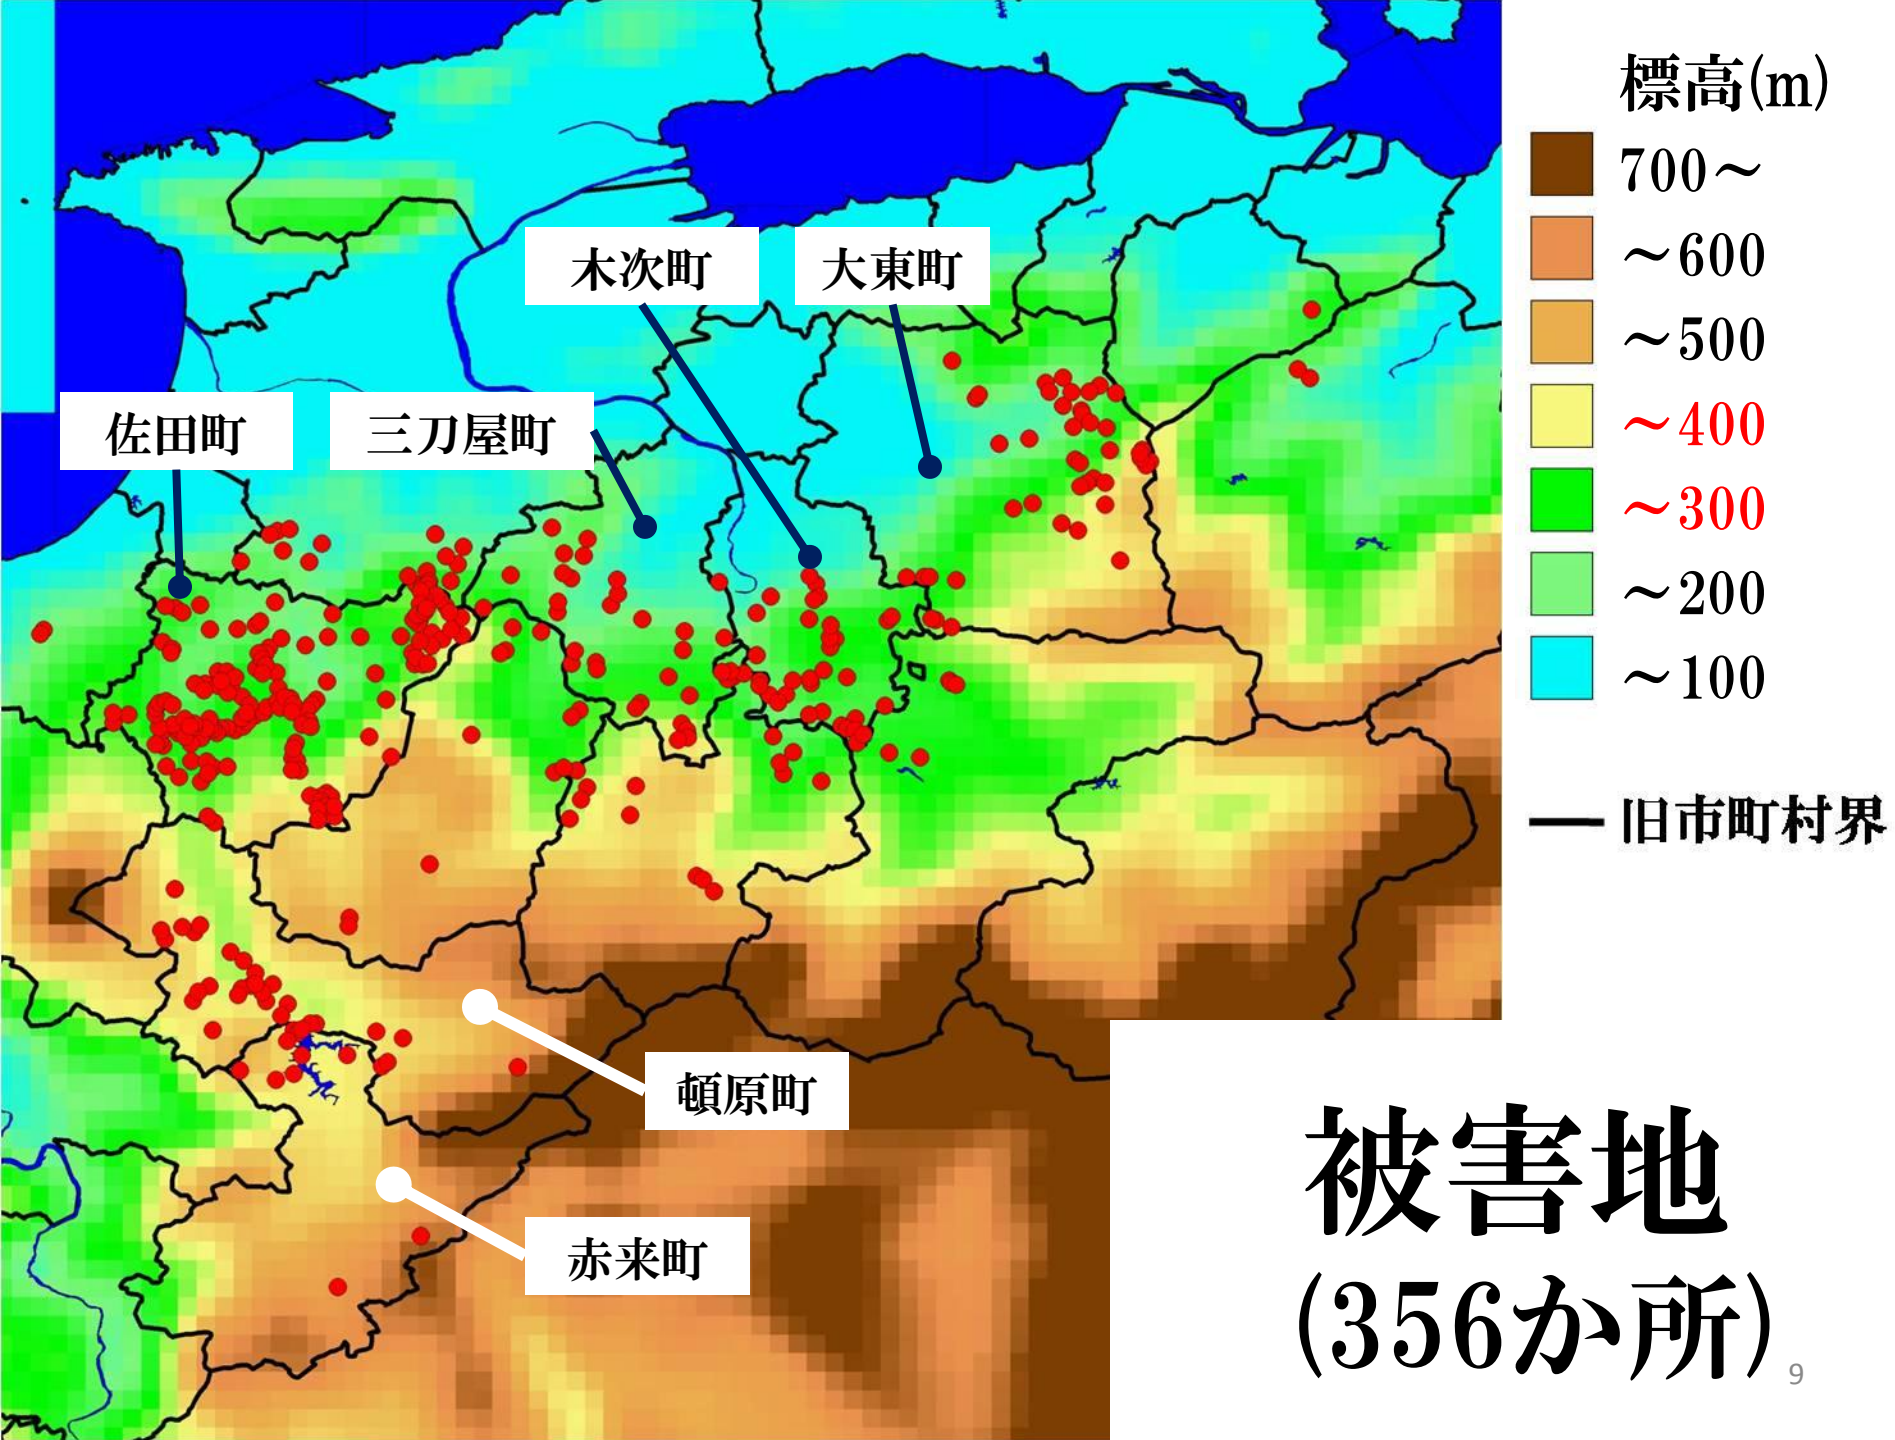 標高(m)
700～
～600
～500
～400
～300
～200
～100
旧市町村界
木次町
大東町
佐田町
三刀屋町
頓原町
赤来町
被害地
(356か所)
9